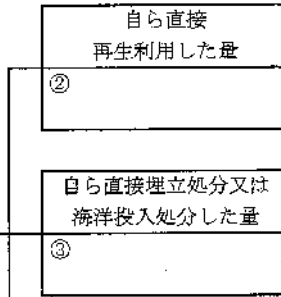 自ら直接
再生利用した量
②
自ら直接埋立処分又は
海洋投入処分した量
③